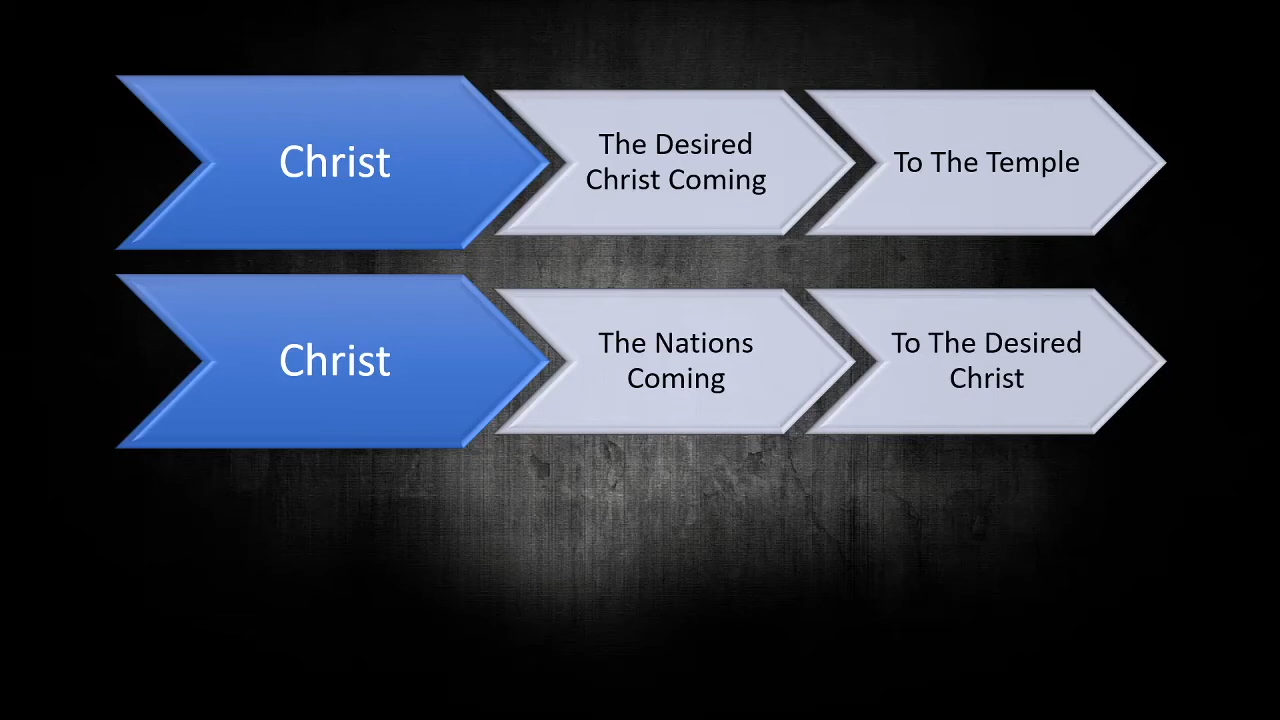 Christ
The Desired
Christ Coming
To The Temple
Christ
The Nations
Coming
To The Desired
Christ